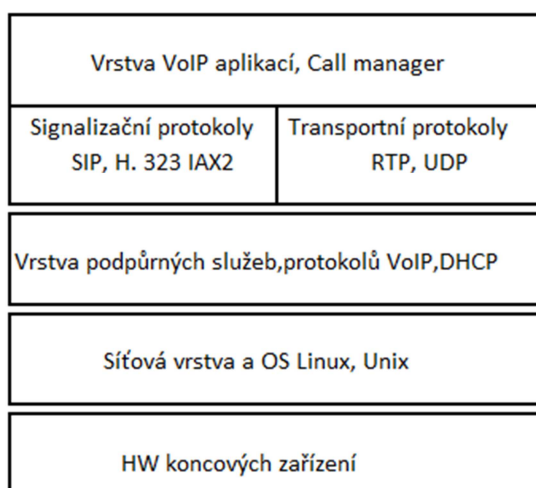 Vrstva VoIP aplikací, Call manager
Signalizační protokoly
SIP, H. 323 IAX2
Transportní protokoly
RTP, UDP
Vrstva podpůrných služeb,protokolů VoIP,DHCP
Síťová vrstva a OS Linux, Unix
HW koncových zařízení